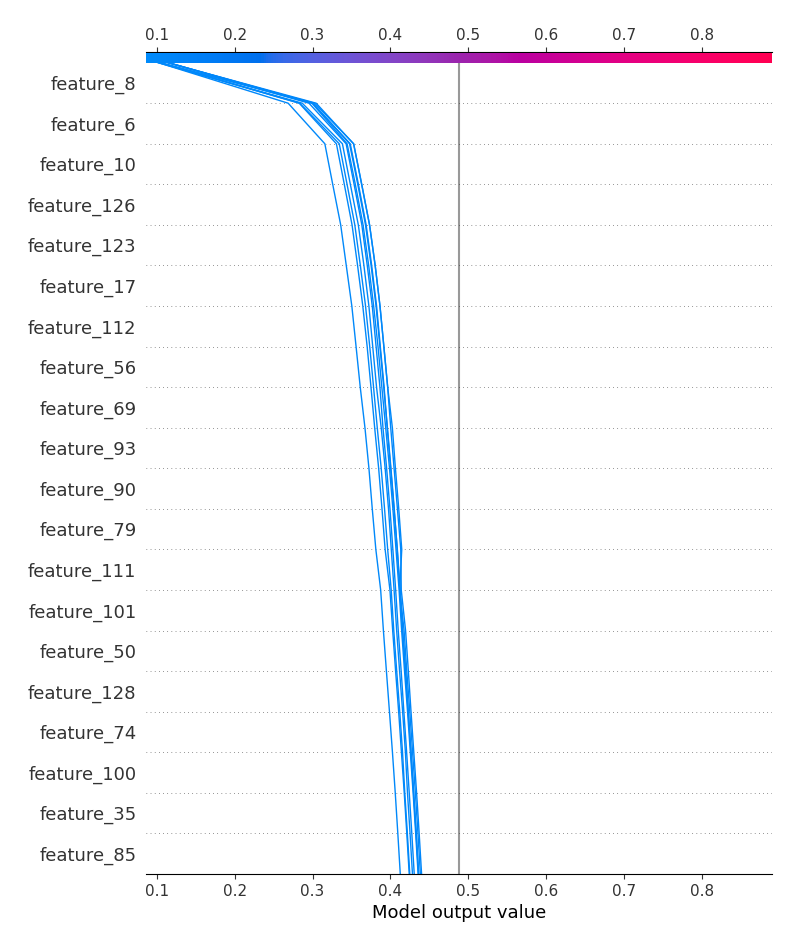 0.1 0.2 0.3 0.4 0.5 0.6 0.7 0.8
feature_8
feature_6
feature_10
feature_126
feature_123
feature_17
feature_112
feature_56
feature_69
feature_93
feature_90
feature_79
feature_111
feature_101
feature_50
feature_128
feature_74
feature_100
feature_35
feature_85
0.1 0.2 0.3 0.4 0.5 0.6 0.7 0.8
Model output value